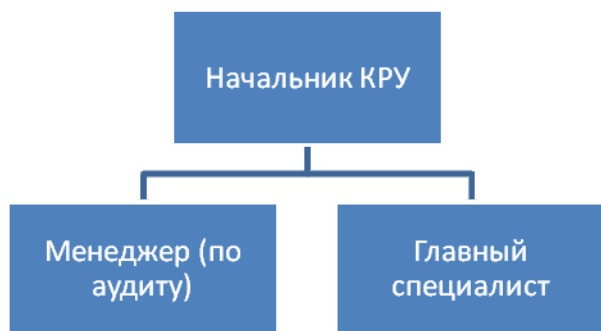 Начальник КРУ
Менеджер (по
аудиту)
Главный
специалист